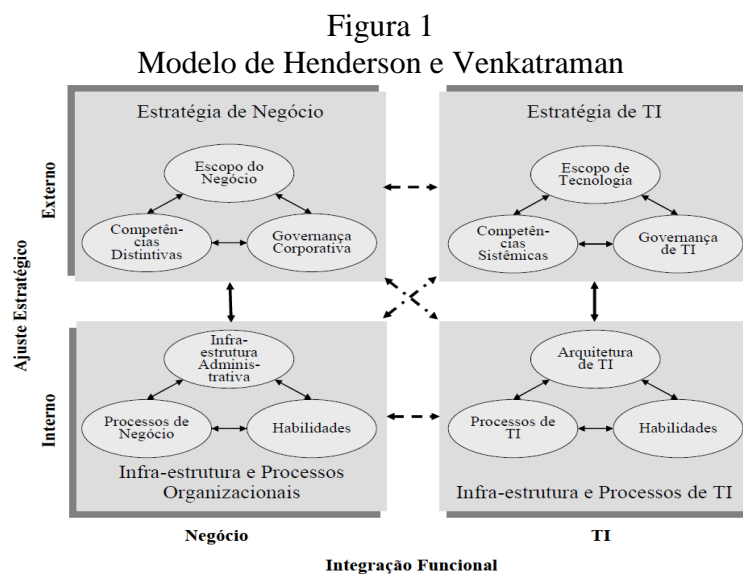 Figura 1
Modelo de Henderson e Venkatraman
Estratégia de Negócio
Escopo do
Negócio
Competên-
cias
Distintivas
Governança
Corporativa
Estratégia de TI
Escopo de
Tecnologia
Competên-
cias
Sistêmicas
Governança
de TI
Externo
Ajuste Estratégico
Interno
Infra-
estrutura
Adminis-
trativa
Processos de
Negócio
Habilidades
Infra-estrutura e Processos
Organizacionais
Arquitetura
de TI
Processos de
TI
Habilidades
Infra-estrutura e Processos de TI
Negócio
TI
Integração Funcional